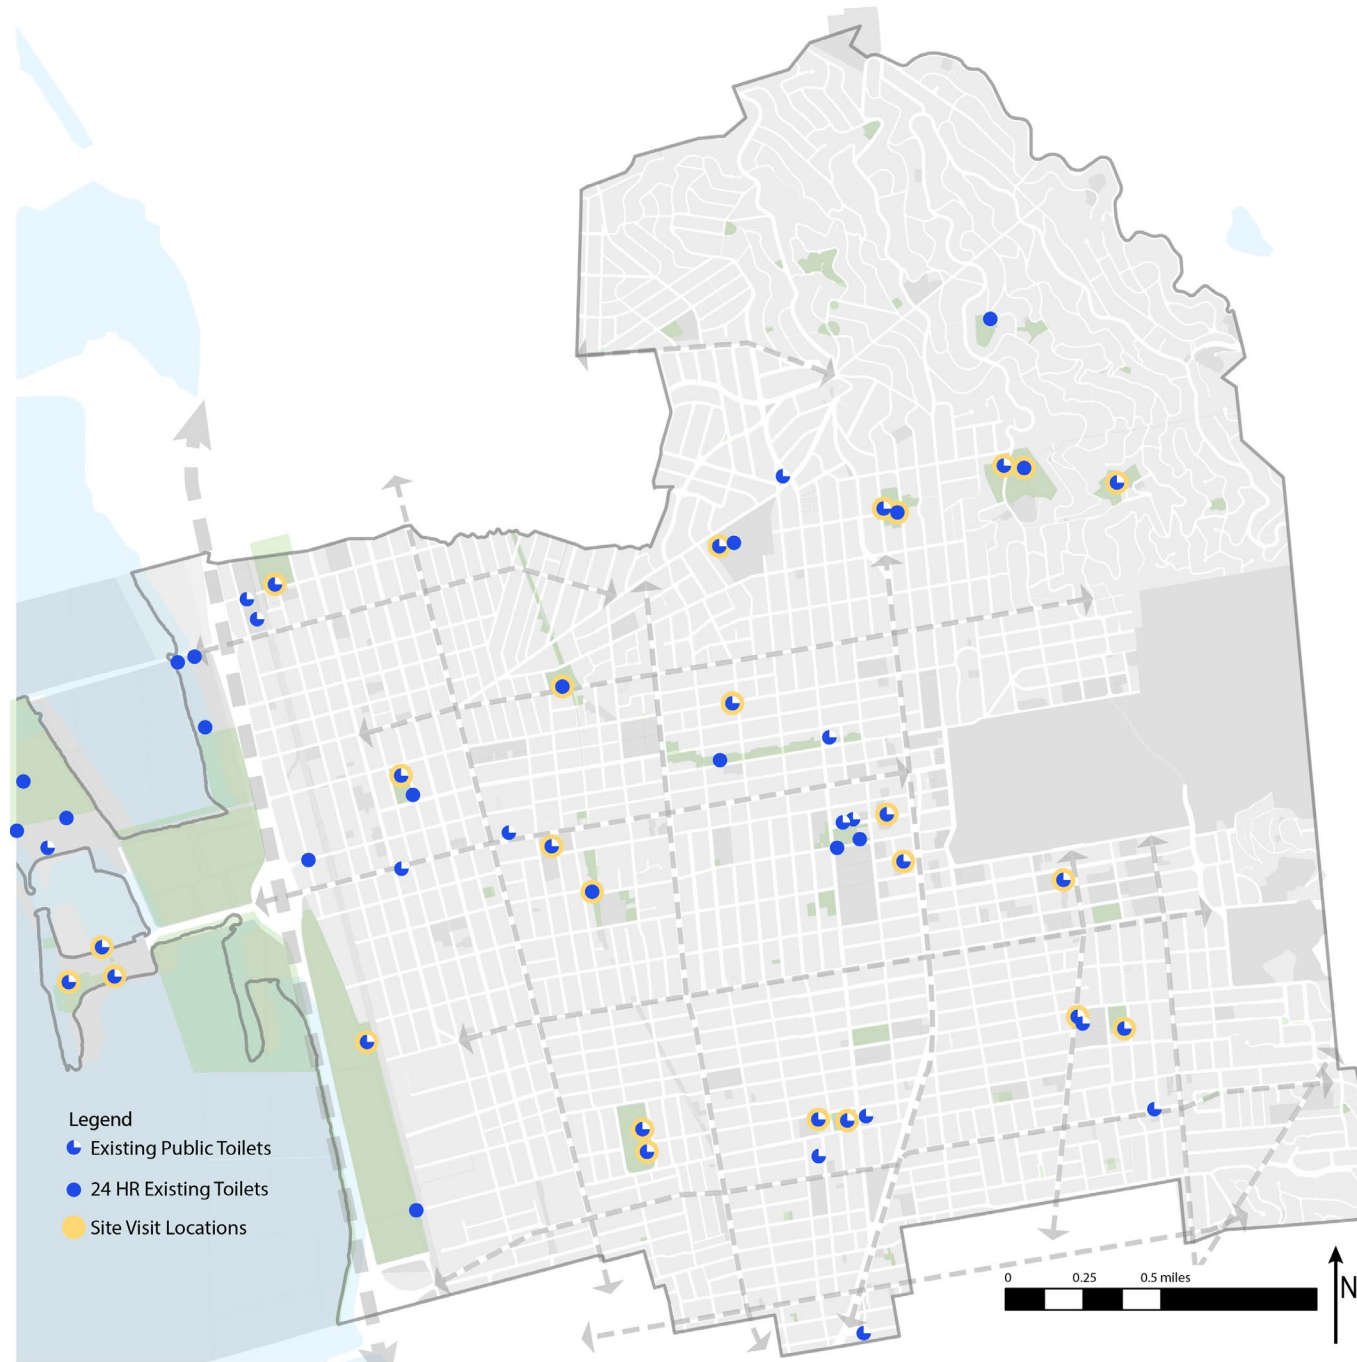 Legend
Existing Public Toilets
24 HR Existing Toilets
Site Visit Locations
0 0.25 0.5 miles
N